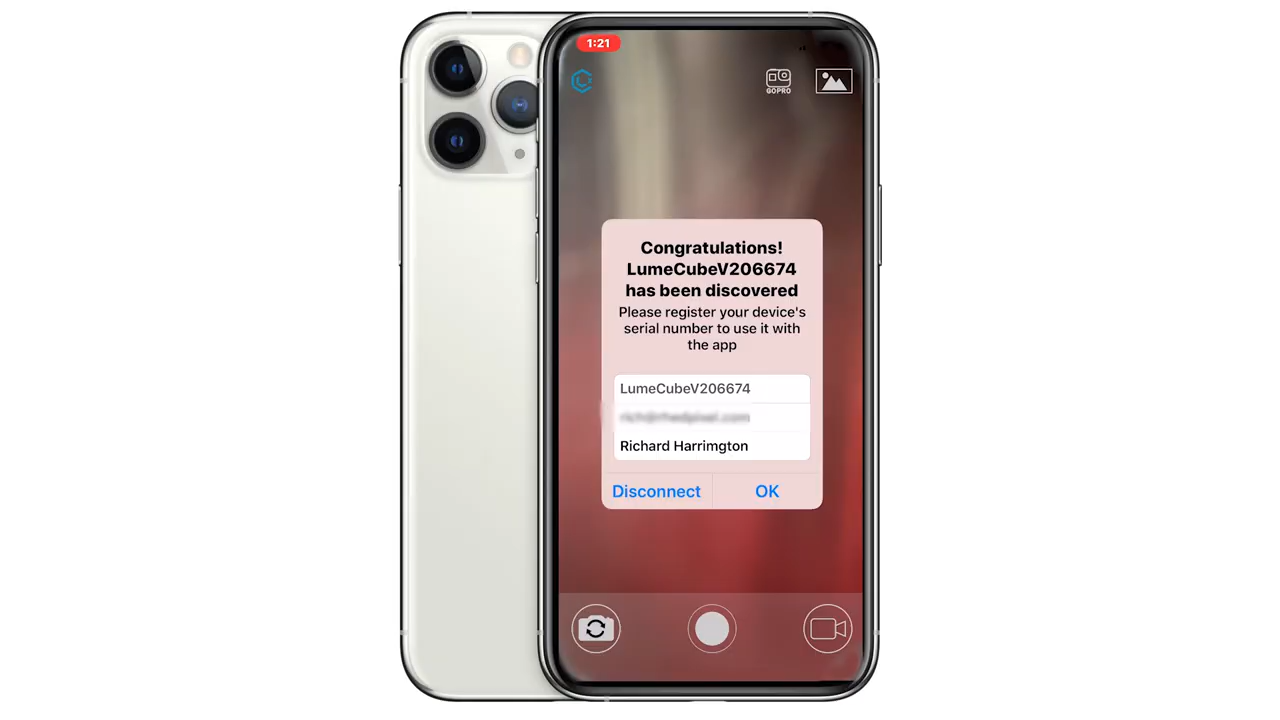 1:21
GOPRO
Congratulations!
LumeCubeV206674
has been discovered
Please register your device's
serial number to use it with
the app
LumeCubeV206674
Richard Harrimgton
Disconnect
OK